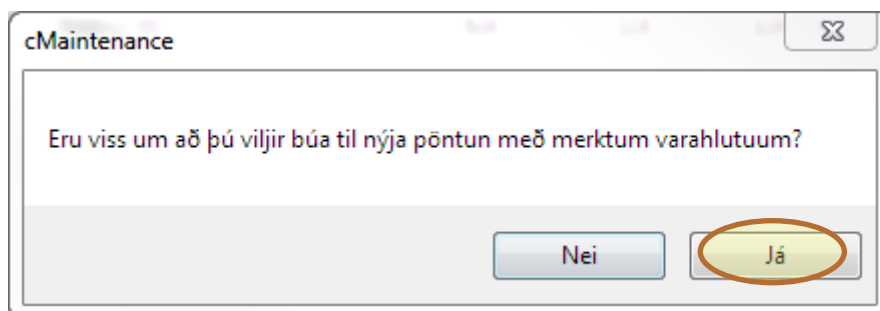 cMaintenance
Eru viss um að þú viljir búa til nýja pöntun með merktum varahlutuum?
Nei
Já